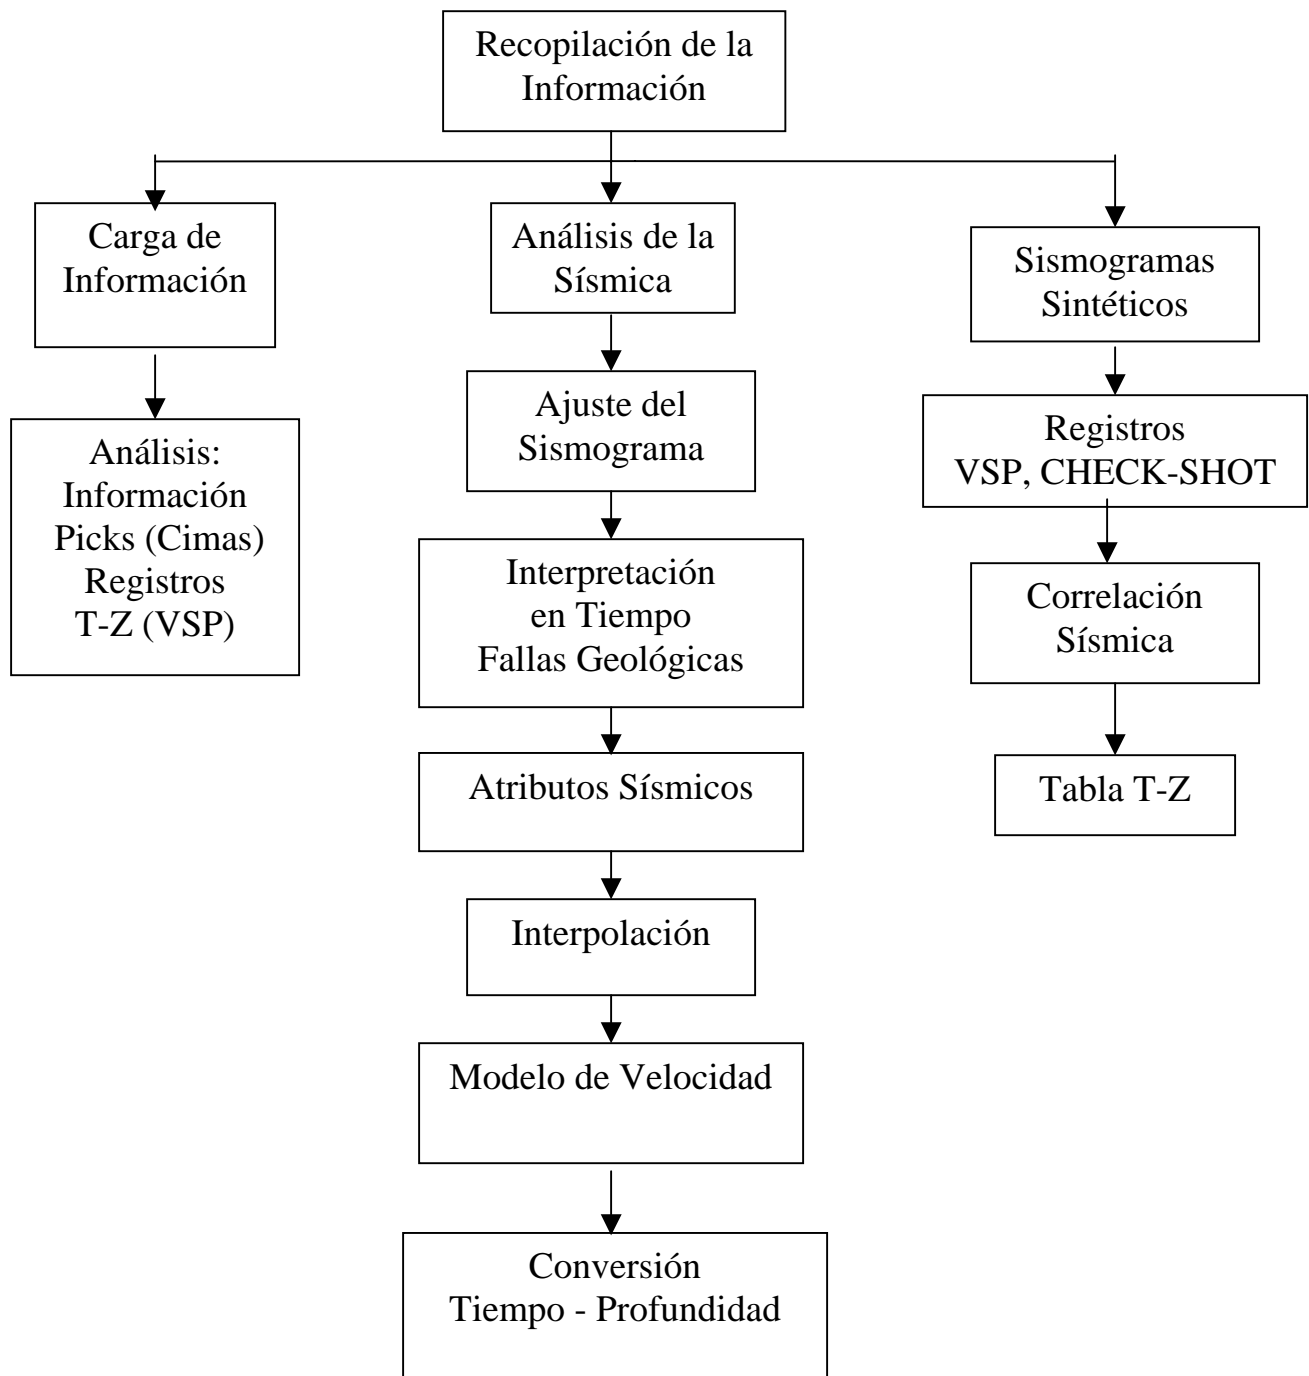 Recopilación de la
Información
Carga de
Información
Análisis:
Información
Picks (Cimas)
Registros
T-Z (VSP)
Análisis de la
Sísmica
Ajuste del
Sismograma
Interpretación
en Tiempo
Fallas Geológicas
Atributos Sísmicos
Interpolación
Modelo de Velocidad
Conversión
Tiempo - Profundidad
Sismogramas
Sintéticos
Registros
VSP, CHECK-SHOT
Correlación
Sísmica
Tabla T-Z